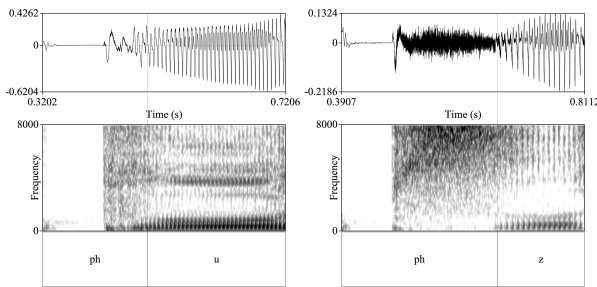 0.4262
0
-0.6204
0.3202
0.7206
Time (s)
8000
Frequency
0
ph
u
0.1324
0
-0.2186
0.3907
0.8112
Time (s)
8000
Frequency
0
ph
z